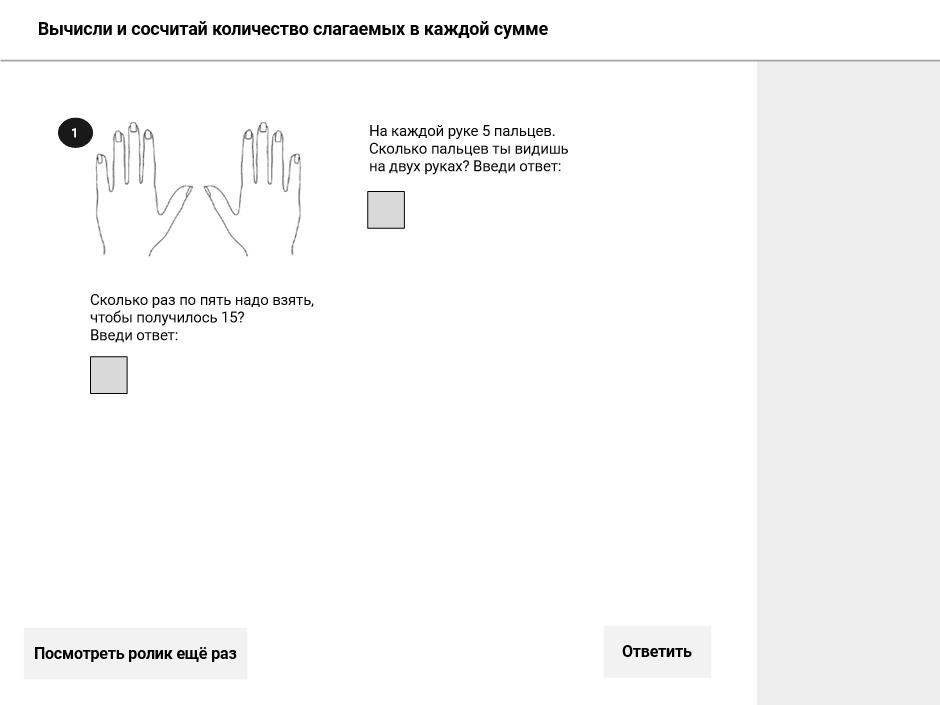 Вычисли и сосчитай количество слагаемых в каждой сумме
1
На каждой руке 5 пальцев.
Сколько пальцев ты видишь
на двух руках? Введи ответ:
Сколько раз по пять надо взять,
чтобы получилось 15?
Введи ответ:
Посмотреть ролик ещё раз
Ответить